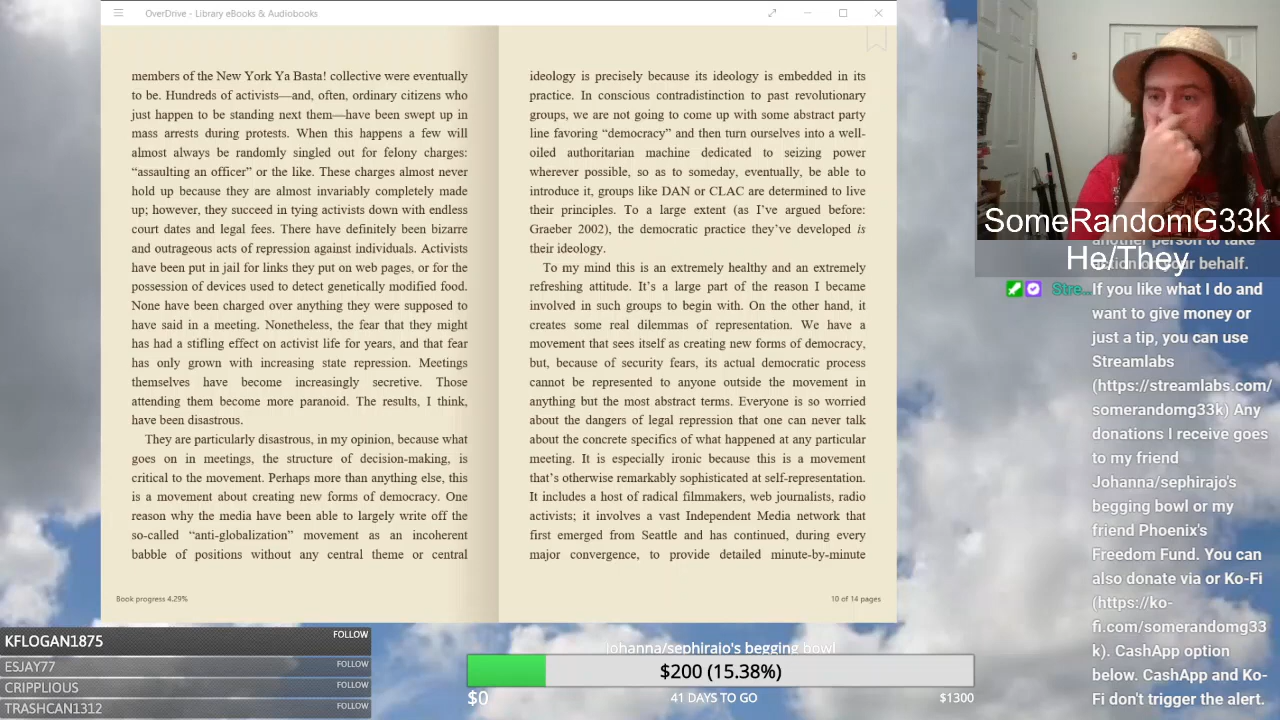 OverDrive - Library eBooks & Audiobooks
members of the New York Ya Basta! collective were eventually
to be. Hundreds of activists—and, often, ordinary citizens who
just happen to be standing next them—have been swept up in
mass arrests during protests. When this happens a few will
almost always be randomly singled out for felony charges:
“assaulting an officer” or the like. These charges almost never
hold up because they are almost invariably completely made
up; however, they succeed in tying activists down with endless
court dates and legal fees. There have definitely been bizarre
and outrageous acts of repression against individuals. Activists
have been put in jail for links they put on web pages, or for the
possession of devices used to detect genetically modified food.
None have been charged over anything they were supposed to
have said in a meeting. Nonetheless, the fear that they might
has had a stifling effect on activist life for years, and that fear
has only grown with increasing state repression. Meetings
themselves have become increasingly secretive. Those
attending them become more paranoid. The results, I think,
have been disastrous.
They are particularly disastrous, in my opinion, because what
goes on in meetings, the structure of decision-making, is
critical to the movement. Perhaps more than anything else, this
is a movement about creating new forms of democracy. One
reason why the media have been able to largely write off the
so-called “anti-globalization” movement as an incoherent
babble of positions without any central theme or central
Book progress 4.29%
ideology is precisely because its ideology is embedded in its
practice. In conscious contradistinction to past revolutionary
groups, we are not going to come up with some abstract party
line favoring “democracy” and then turn ourselves into a well-
oiled authoritarian machine dedicated to seizing power
wherever possible, so as to someday, eventually, be able to
introduce it, groups like DAN or CLAC are determined to live
their principles. To a large extent (as I’ve argued before:
Graeber 2002), the democratic practice they’ve developed is
their ideology.
To my mind this is an extremely healthy and an extremely
refreshing attitude. It’s a large part of the reason I became
involved in such groups to begin with. On the other hand, it
creates some real dilemmas of representation. We have a
movement that sees itself as creating new forms of democracy,
but, because of security fears, its actual democratic process
cannot be represented to anyone outside the movement in
anything but the most abstract terms. Everyone is so worried
about the dangers of legal repression that one can never talk
about the concrete specifics of what happened at any particular
meeting. It is especially ironic because this is a movement
that’s otherwise remarkably sophisticated at self-representation.
It includes a host of radical filmmakers, web journalists, radio
activists; it involves a vast Independent Media network that
first emerged from Seattle and has continued, during every
major convergence, to provide detailed minute-by-minute
10 of 14 pages
SomeRandomG33k
He/They
another person to take
action on your behalf.
Stre... If you like what I do and
want to give money or
just a tip, you can use
Streamlabs
(https://streamlabs.com/
somerandomg33k) Any
donations I receive goes
to my friend
Johanna/sephirajo's
begging bowl or my
friend Phoenix's
Freedom Fund. You can
also donate via or Ko-Fi
(https://ko-
fi.com/somerandomg33
k). CashApp option
below. CashApp and Ko-
Fi don't trigger the alert.
KFLOGAN1875 FOLLOW
ESJAY77 FOLLOW
CRIPPLIOUS FOLLOW
TRASHCAN1312 FOLLOW
Johanna/sephirajo's begging bowl
$200 (15.38%)
$0 41 DAYS TO GO $1300